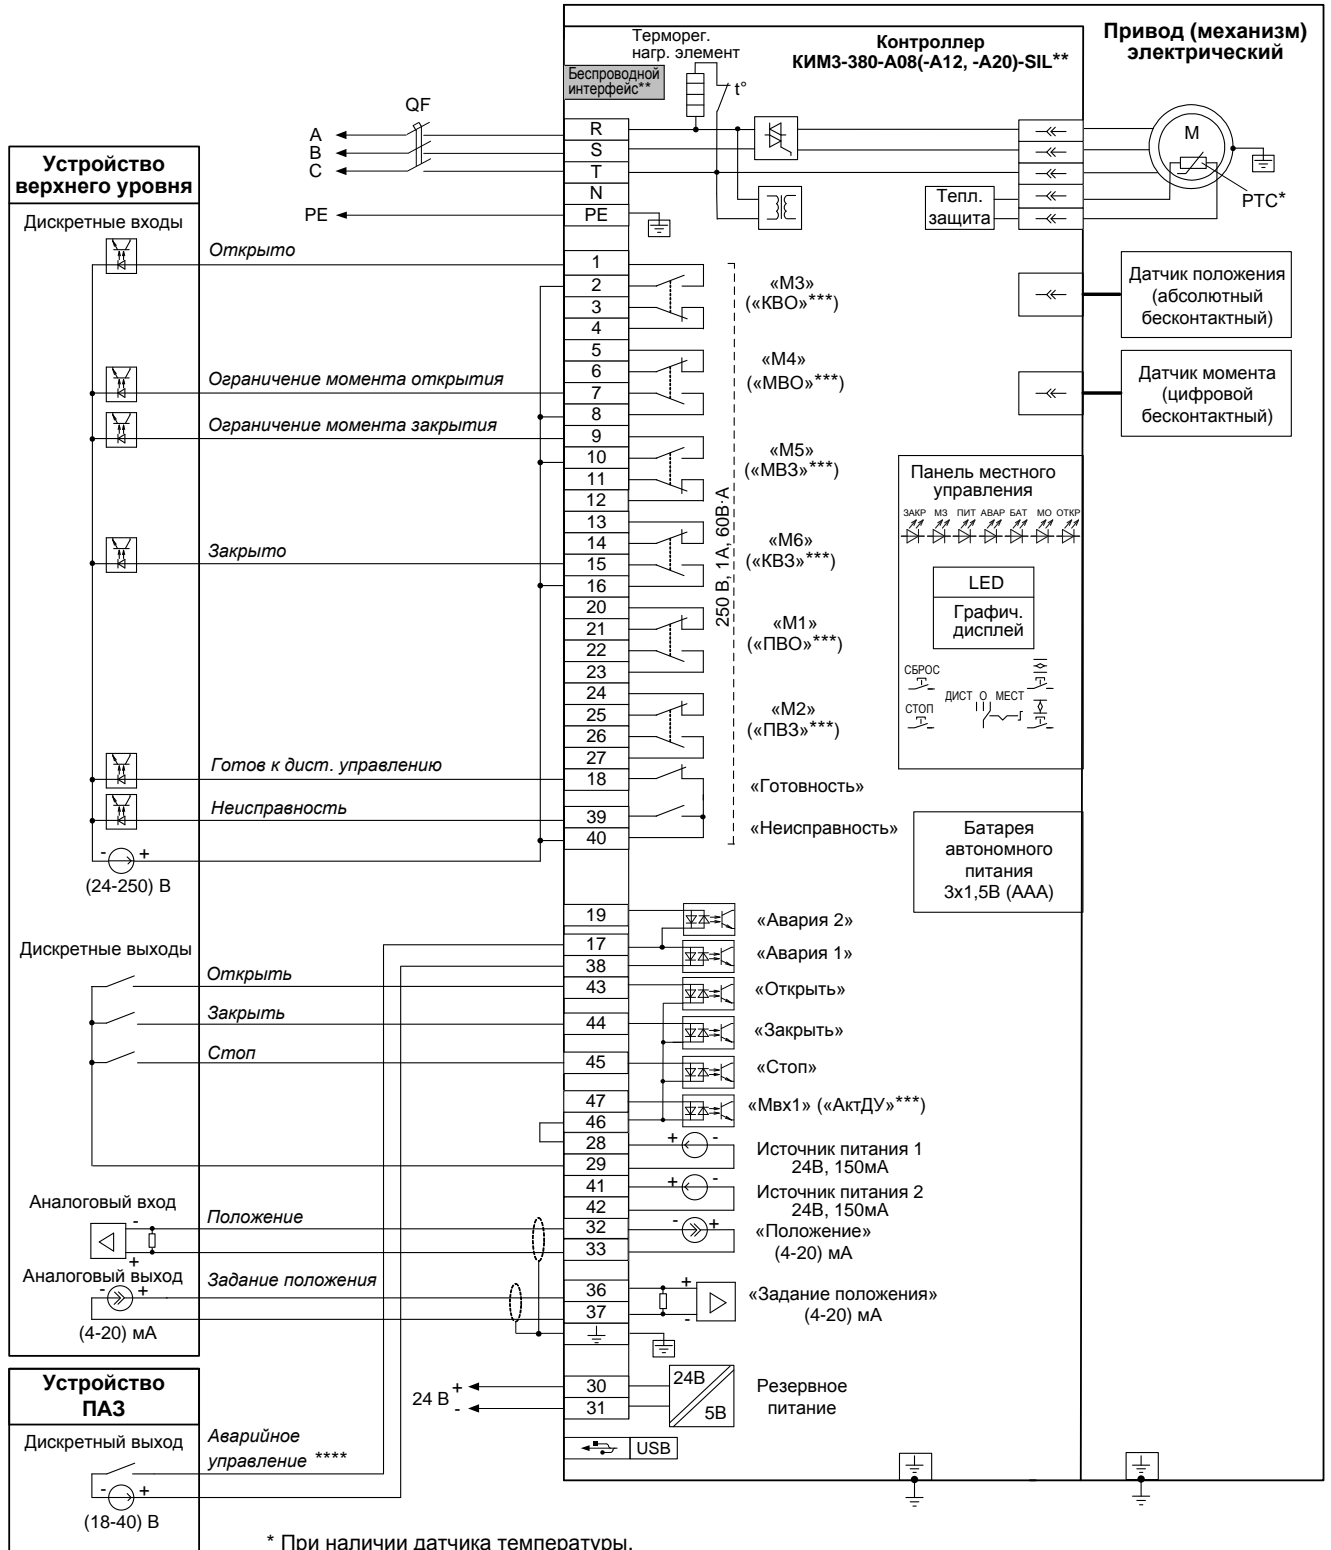 Привод (механизм)
электрический
Контроллер
КИМ3-380-А08(-А12, -А20)-SIL**
Терморег.
нагр. элемент
Беспроводной
интерфейс**
t°
QF
A
B
C
PE
R
S
T
N
PE
M
PTC*
Тепл.
защита
Устройство
верхнего уровня
Дискретные входы
Открыто
Ограничение момента открытия
Ограничение момента закрытия
Закрыто
Готов к дист. управлению
Неисправность
- +
(24-250) В
1
2
3
4
5
6
7
8
9
10
11
12
13
14
15
16
20
21
22
23
24
25
26
27
18
39
40
«М3»
(«КВО»***)
«М4»
(«МВО»***)
«М5»
(«МВЗ»***)
«М6»
(«КВЗ»***)
«М1»
(«ПВО»***)
«М2»
(«ПВЗ»***)
«Готовность»
«Неисправность»
250 В, 1А, 60В·А
Датчик положения
(абсолютный
бесконтактный)
Датчик момента
(цифровой
бесконтактный)
Панель местного
управления
ЗАКР МЗ ПИТ АВАР БАТ МО ОТКР
LED
Графич.
дисплей
СБРОС
СТОП
ДИСТ О МЕСТ
Батарея
автономного
питания
3х1,5В (ААА)
Дискретные выходы
Открыть
Закрыть
Стоп
19
17
38
43
44
45
47
46
28
29
41
42
32
33
36
37
30
31
«Авария 2»
«Авария 1»
«Открыть»
«Закрыть»
«Стоп»
«Мвх1» («АктДУ»***)
+ -
Источник питания 1
24В, 150мА
+ -
Источник питания 2
24В, 150мА
- +
«Положение»
(4-20) мА
+
-
«Задание положения»
(4-20) мА
Аналоговый вход
-
+
Положение
Аналоговый выход
- +
Задание положения
(4-20) мА
24 В
+
-
24В
5В
Резервное
питание
USB
Устройство
ПАЗ
Дискретный выход
Аварийное
управление ****
- +
(18-40) В
* При наличии датчика температуры.